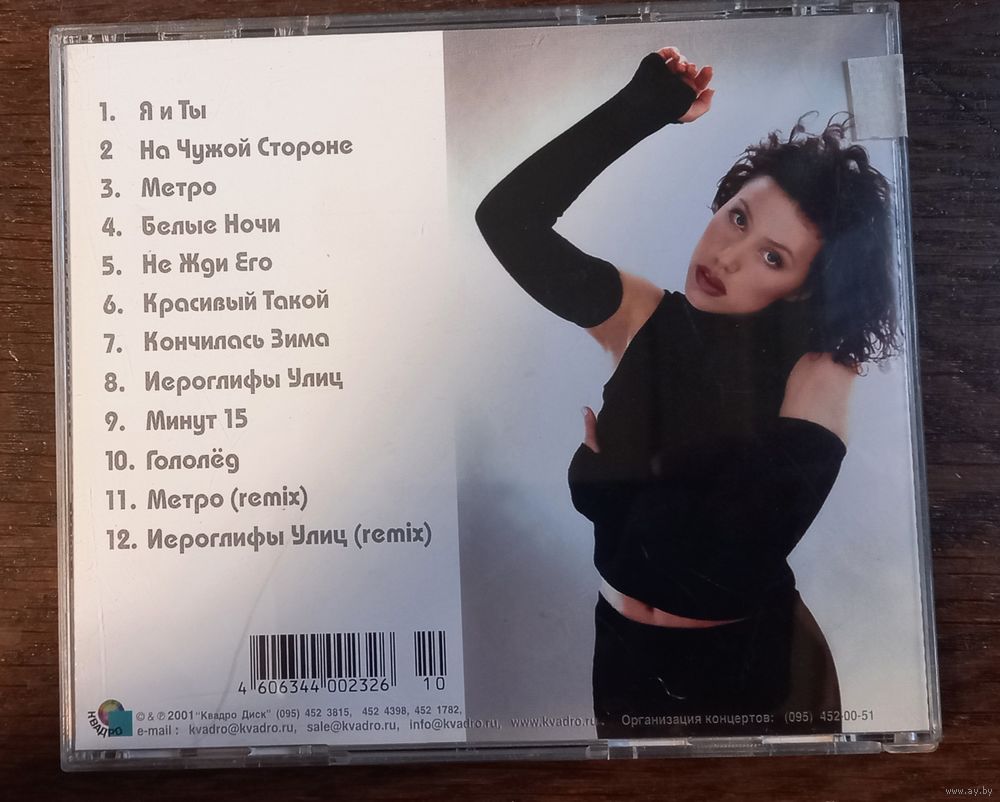 1. Я и Ты
2 На Чужой Стороне
3. Метро
4. Белые Ночи
5. Не Жди Его
6. Красивый Такой
7. Кончилась Зима
8. Иероглифы Улиц
9. Минут 15
10. Гололёд
11. Метро (remix)
12. Иероглифы Улиц (remix)
4 606344 002326 10
КВАДРО
© & ℗ 2001 "Квадро Диск" (095) 452 3815, 452 4398, 452 1782,
e-mail : kvadro@kvadro.ru, sale@kvadro.ru, info@kvadro.ru, www.kvadro.ru. Организация концертов: (095) 452-00-51
www.ay.by